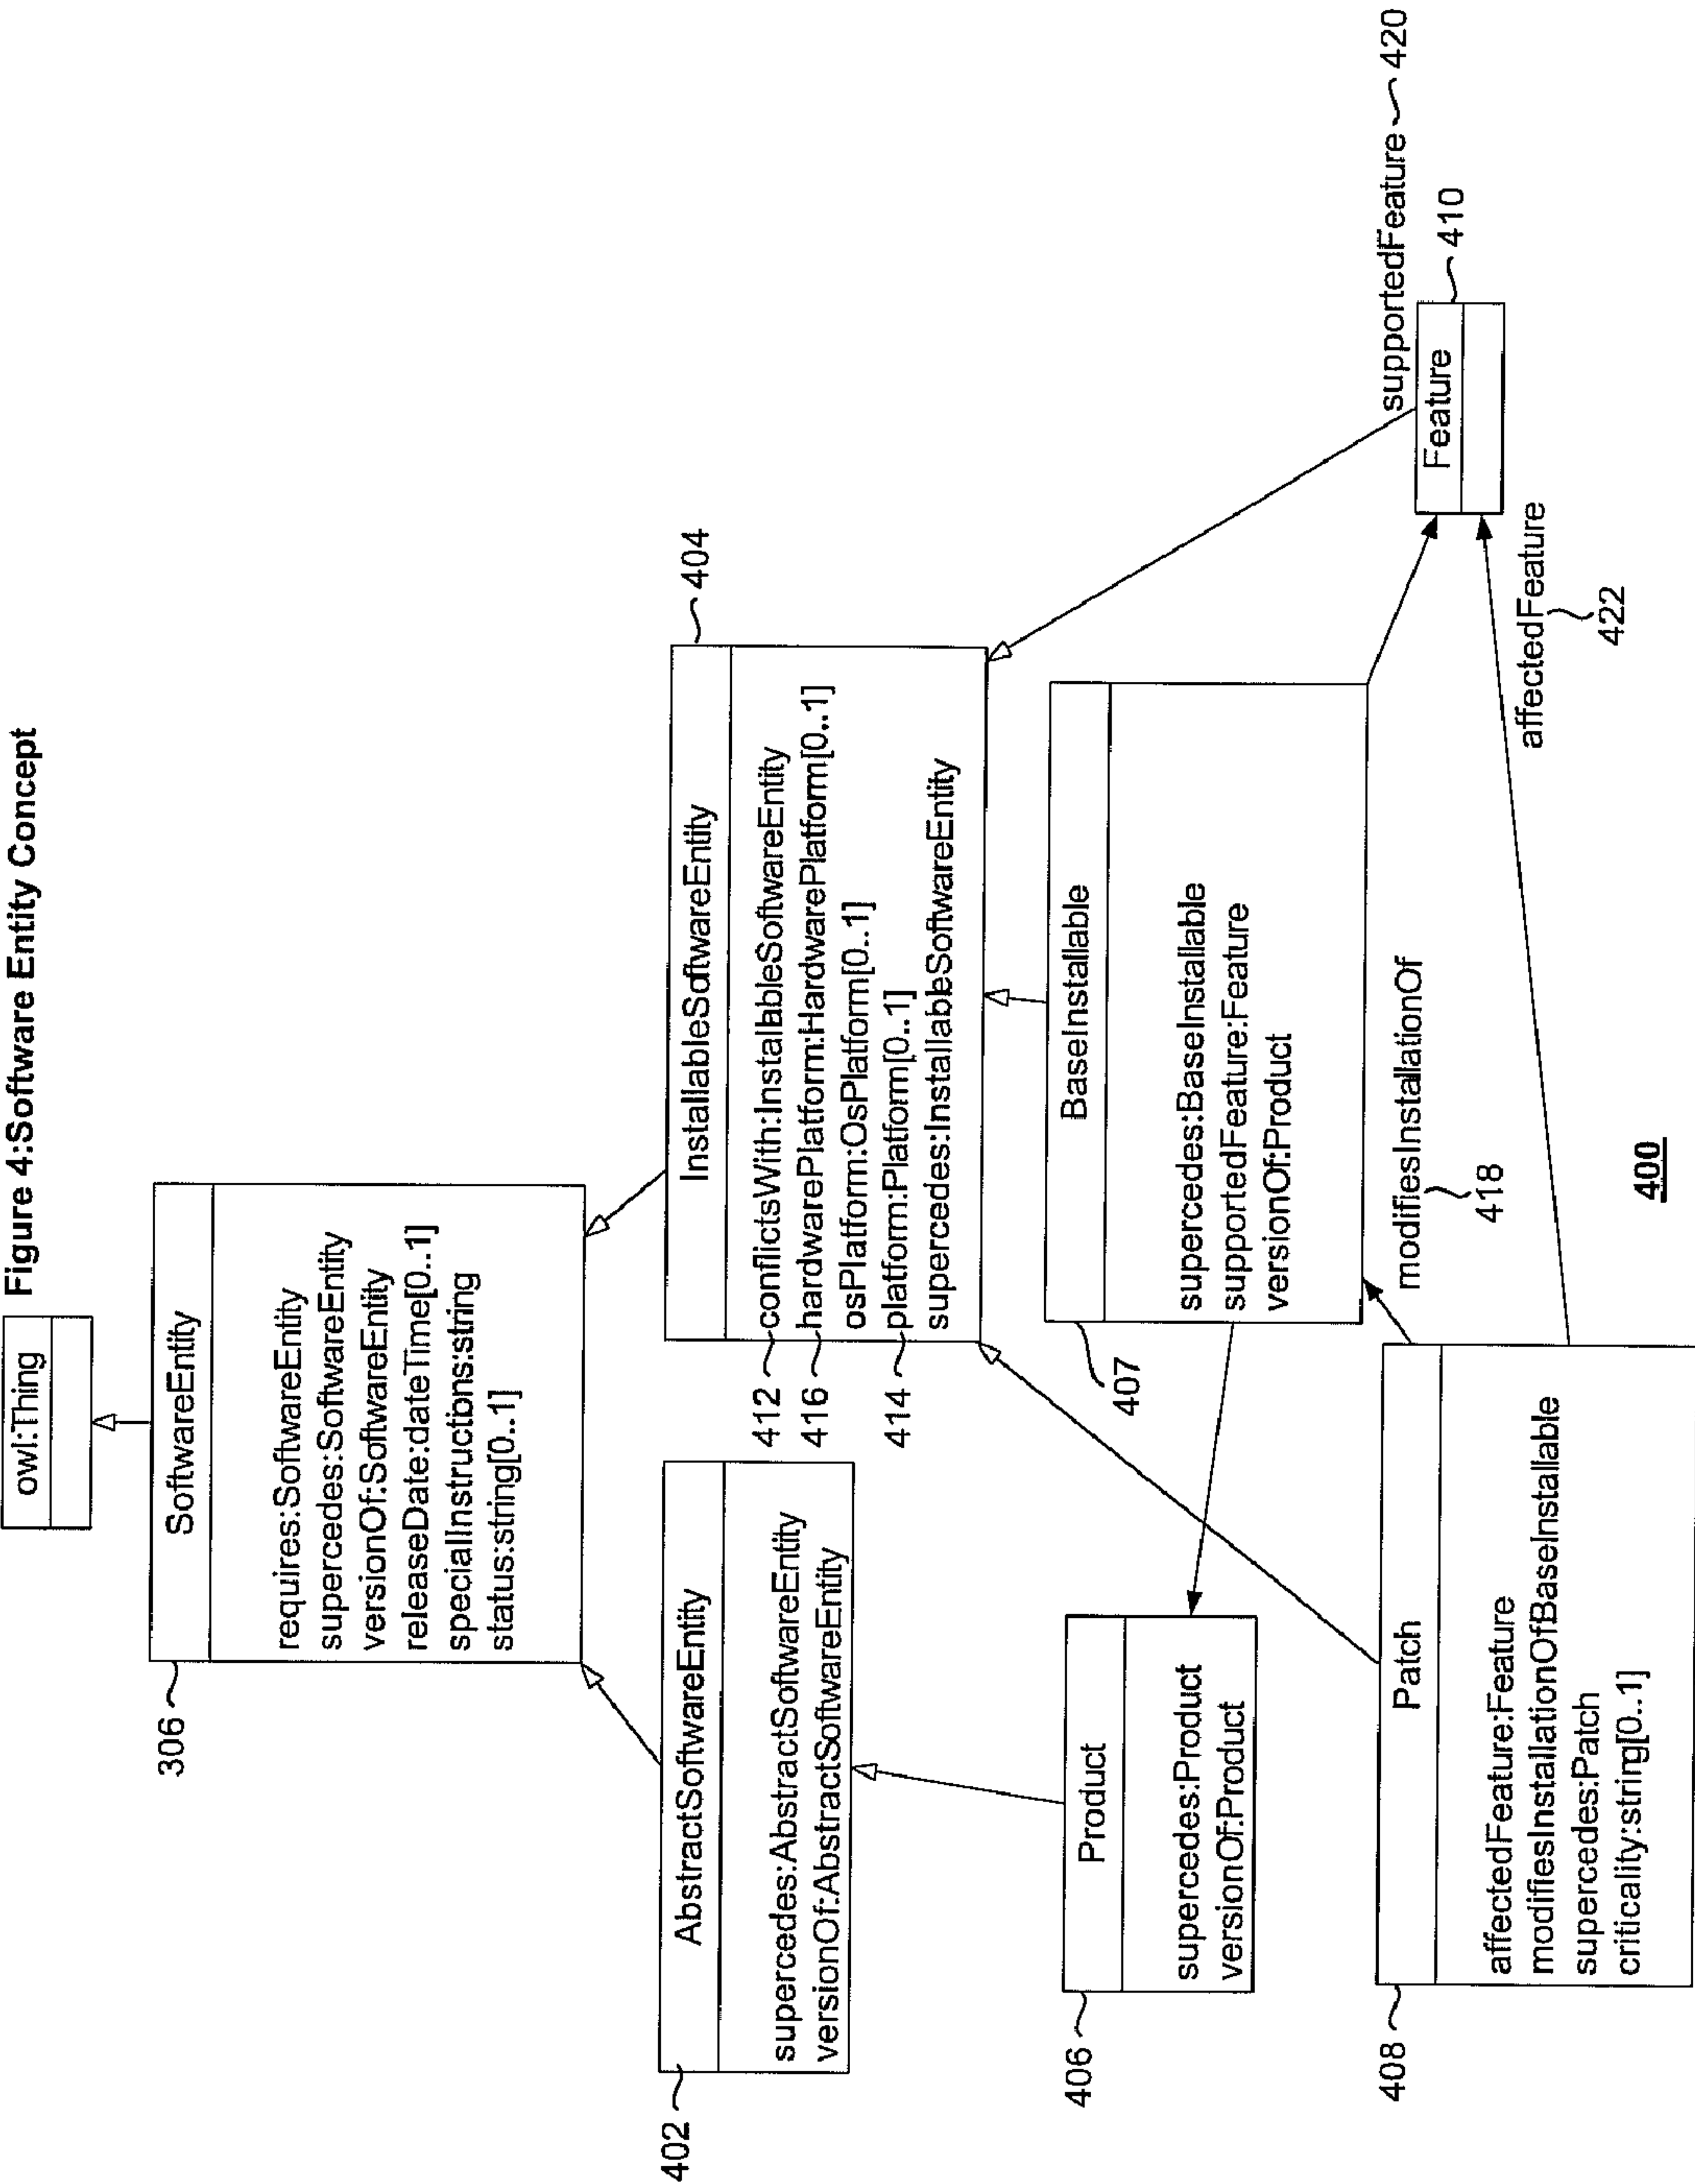 Figure 4:Software Entity Concept
owl:Thing
SoftwareEntity
requires:SoftwareEntity
supercedes:SoftwareEntity
versionOf:SoftwareEntity
releaseDate:dateTime[0..1]
specialInstructions:string
status:string[0..1]
306
AbstractSoftwareEntity
supercedes:AbstractSoftwareEntity
versionOf:AbstractSoftwareEntity
402
InstallableSoftwareEntity
404
412 conflictsWith:InstallableSoftwareEntity
416 hardwarePlatform:HardwarePlatform[0..1]
osPlatform:OsPlatform[0..1]
414 platform:Platform[0..1]
supercedes:InstallableSoftwareEntity
Product
supercedes:Product
versionOf:Product
406
BaseInstallable
supercedes:BaseInstallable
supportedFeature:Feature
versionOf:Product
407
supportedFeature 420
Feature
410
modifiesInstallationOf
418
affectedFeature
422
Patch
affectedFeature:Feature
modifiesInstallationOfBaseInstallable
supercedes:Patch
criticality:string[0..1]
408
400